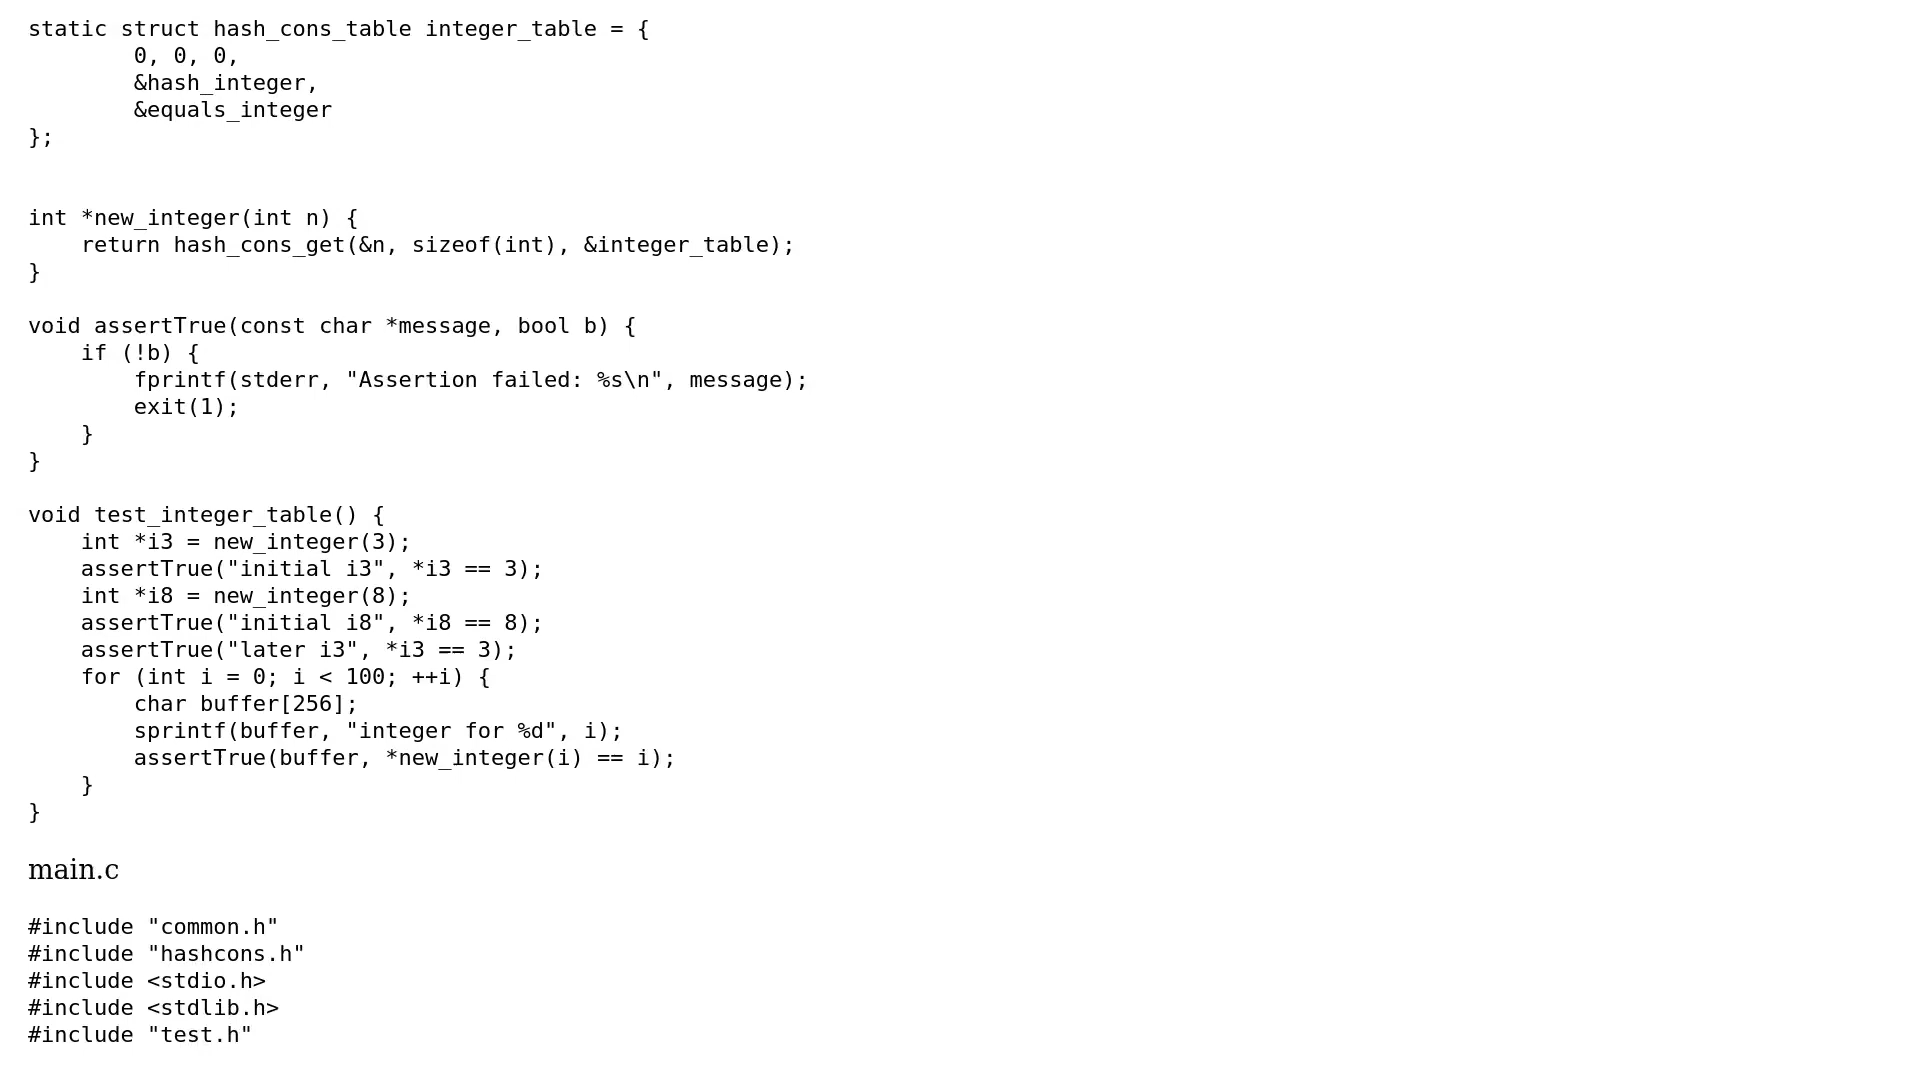 static struct hash_cons_table integer_table = {
        0, 0, 0,
        &hash_integer,
        &equals_integer
};
int *new_integer(int n) {
    return hash_cons_get(&n, sizeof(int), &integer_table);
}
void assertTrue(const char *message, bool b) {
    if (!b) {
        fprintf(stderr, "Assertion failed: %s\n", message);
        exit(1);
    }
}
void test_integer_table() {
    int *i3 = new_integer(3);
    assertTrue("initial i3", *i3 == 3);
    int *i8 = new_integer(8);
    assertTrue("initial i8", *i8 == 8);
    assertTrue("later i3", *i3 == 3);
    for (int i = 0; i < 100; ++i) {
        char buffer[256];
        sprintf(buffer, "integer for %d", i);
        assertTrue(buffer, *new_integer(i) == i);
    }
}
main.c
#include "common.h"
#include "hashcons.h"
#include <stdio.h>
#include <stdlib.h>
#include "test.h"